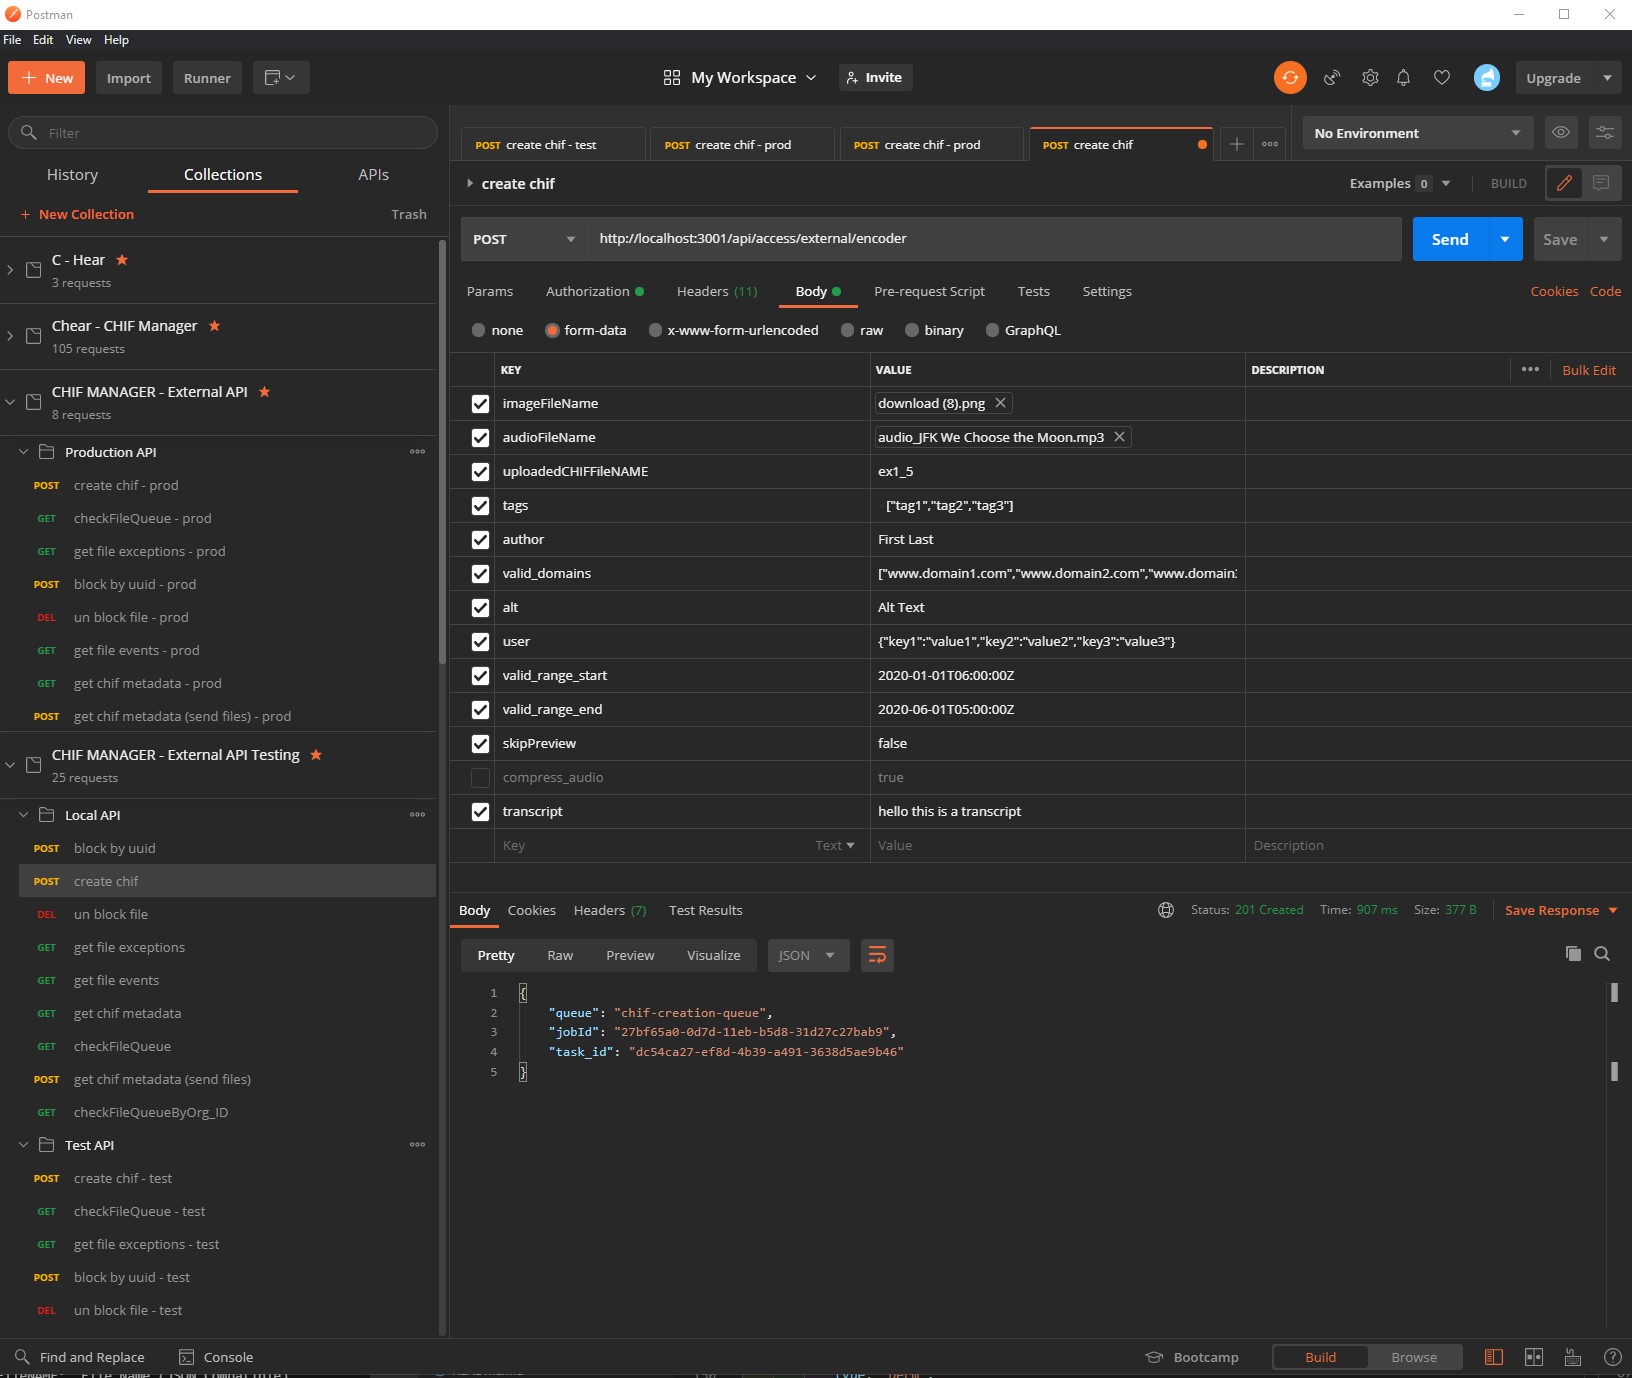 Postman
File Edit View Help
New Import Runner My Workspace Invite Upgrade
Filter
History Collections APIs
New Collection Trash
C - Hear
3 requests
Chear - CHIF Manager
105 requests
CHIF MANAGER - External API
8 requests
Production API
POST create chif - prod
GET checkFileQueue - prod
GET get file exceptions - prod
POST block by uuid - prod
DEL un block file - prod
GET get file events - prod
GET get chif metadata - prod
POST get chif metadata (send files) - prod
CHIF MANAGER - External API Testing
25 requests
Local API
POST block by uuid
POST create chif
DEL un block file
GET get file exceptions
GET get file events
GET get chif metadata
GET checkFileQueue
POST get chif metadata (send files)
GET checkFileQueueByOrg_ID
Test API
POST create chif - test
GET checkFileQueue - test
GET get file exceptions - test
POST block by uuid - test
DEL un block file - test
POST create chif - test POST create chif - prod POST create chif - prod POST create chif No Environment
create chif Examples 0 BUILD
POST http://localhost:3001/api/access/external/encoder Send Save
Params Authorization Headers (11) Body Pre-request Script Tests Settings Cookies Code
none form-data x-www-form-urlencoded raw binary GraphQL
KEY VALUE DESCRIPTION Bulk Edit
imageFileName download (8).png
audioFileName audio_JFK We Choose the Moon.mp3
uploadedCHIFFileNAME ex1_5
tags ["tag1","tag2","tag3"]
author First Last
valid_domains ["www.domain1.com","www.domain2.com","www.domain
alt Alt Text
user {"key1":"value1","key2":"value2","key3":"value3"}
valid_range_start 2020-01-01T06:00:00Z
valid_range_end 2020-06-01T05:00:00Z
skipPreview false
compress_audio true
transcript hello this is a transcript
Key Text Value Description
Body Cookies Headers (7) Test Results Status: 201 Created Time: 907 ms Size: 377 B Save Response
Pretty Raw Preview Visualize JSON
1 {
2 "queue": "chif-creation-queue",
3 "jobId": "27bf65a0-0d7d-11eb-b5d8-31d27c27bab9",
4 "task_id": "dc54ca27-ef8d-4b39-a491-3638d5ae9b46"
5 }
Find and Replace Console Bootcamp Build Browse